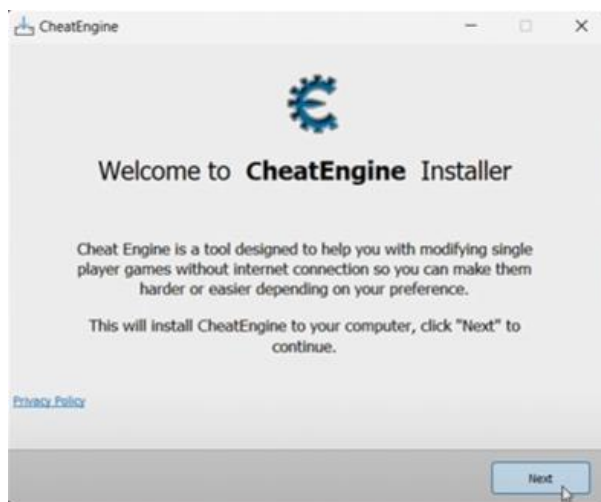 CheatEngine
Welcome to CheatEngine Installer
Cheat Engine is a tool designed to help you with modifying single
player games without internet connection so you can make them
harder or easier depending on your preference.
This will install CheatEngine to your computer, click "Next" to
continue.
Privacy Policy
Next